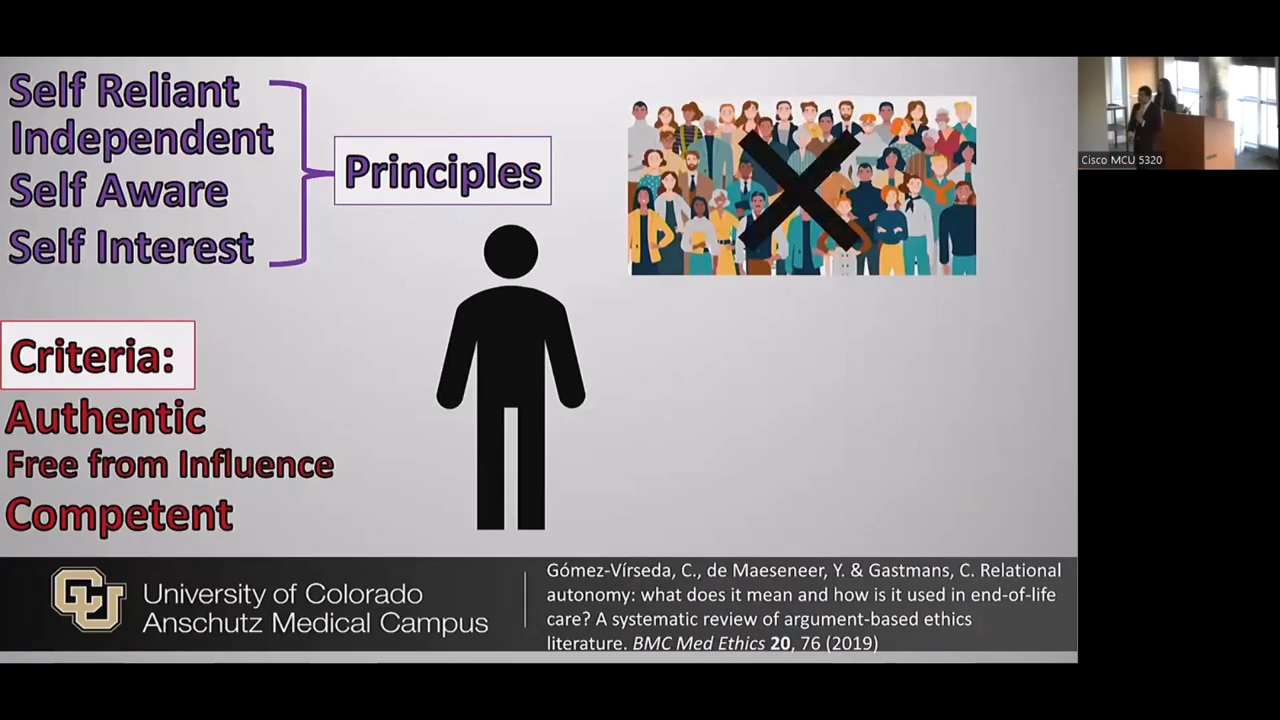 Self Reliant
Independent
Self Aware
Self Interest
Principles
Criteria:
Authentic
Free from Influence
Competent
CU
University of Colorado
Anschutz Medical Campus
Gómez-Vírseda, C., de Maeseneer, Y. & Gastmans, C. Relational
autonomy: what does it mean and how is it used in end-of-life
care? A systematic review of argument-based ethics
literature. BMC Med Ethics 20, 76 (2019)
Cisco MCU 5320